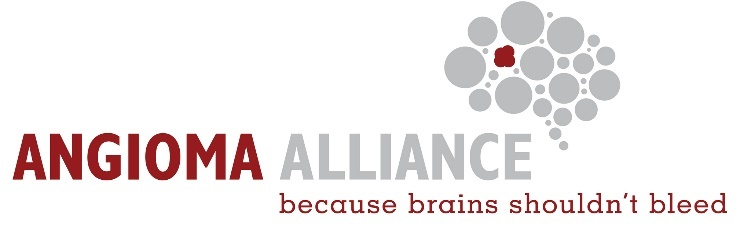 ANGIOMA ALLIANCE
because brains shouldn't bleed